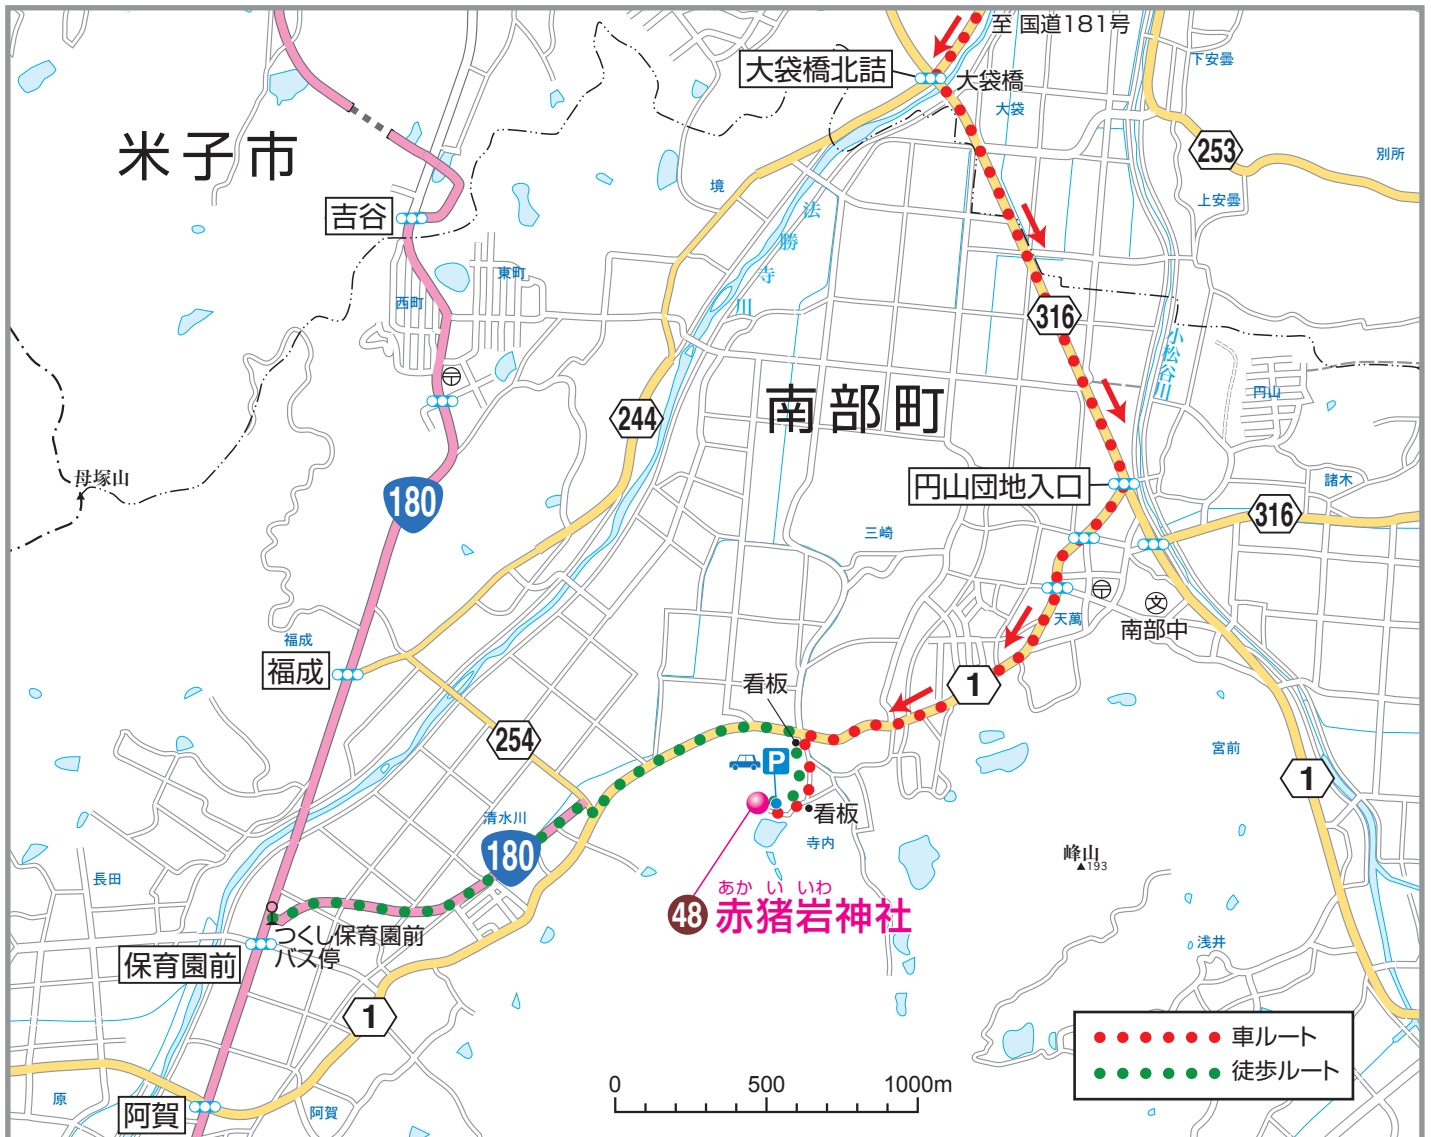 至 国道181号
大袋橋北詰
大袋橋
下安曇
大袋
253
別所
米子市
境
上安曇
吉谷
法勝寺川
東町
西町
316
小松谷川
円山
南部町
244
母塚山
180
円山団地入口
諸木
316
三崎
天萬
南部中
福成
福成
看板
1
254
宮前
P
1
清水川
看板
寺内
180
峰山
193
長田
あかいいわ
48 赤猪岩神社
つくし保育園前
バス停
浅井
保育園前
1
車ルート
徒歩ルート
0 500 1000m
原
阿賀
阿賀